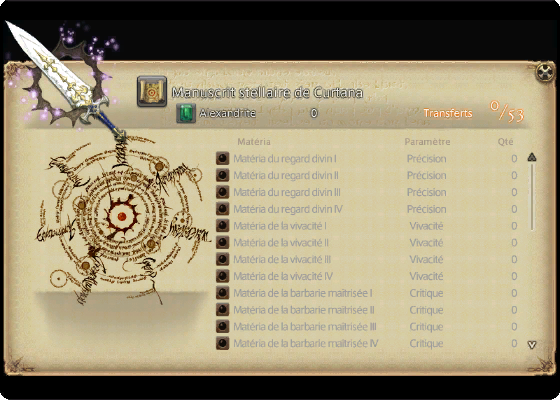 Manuscrit stellaire de Curtana
Alexandrite 0 Transferts 0/53
Matéria Paramètre Qté
Matéria du regard divin I Précision 0
Matéria du regard divin II Précision 0
Matéria du regard divin III Précision 0
Matéria du regard divin IV Précision 0
Matéria de la vivacité I Vivacité 0
Matéria de la vivacité II Vivacité 0
Matéria de la vivacité III Vivacité 0
Matéria de la vivacité IV Vivacité 0
Matéria de la barbarie maîtrisée I Critique 0
Matéria de la barbarie maîtrisée II Critique 0
Matéria de la barbarie maîtrisée III Critique 0
Matéria de la barbarie maîtrisée IV Critique 0